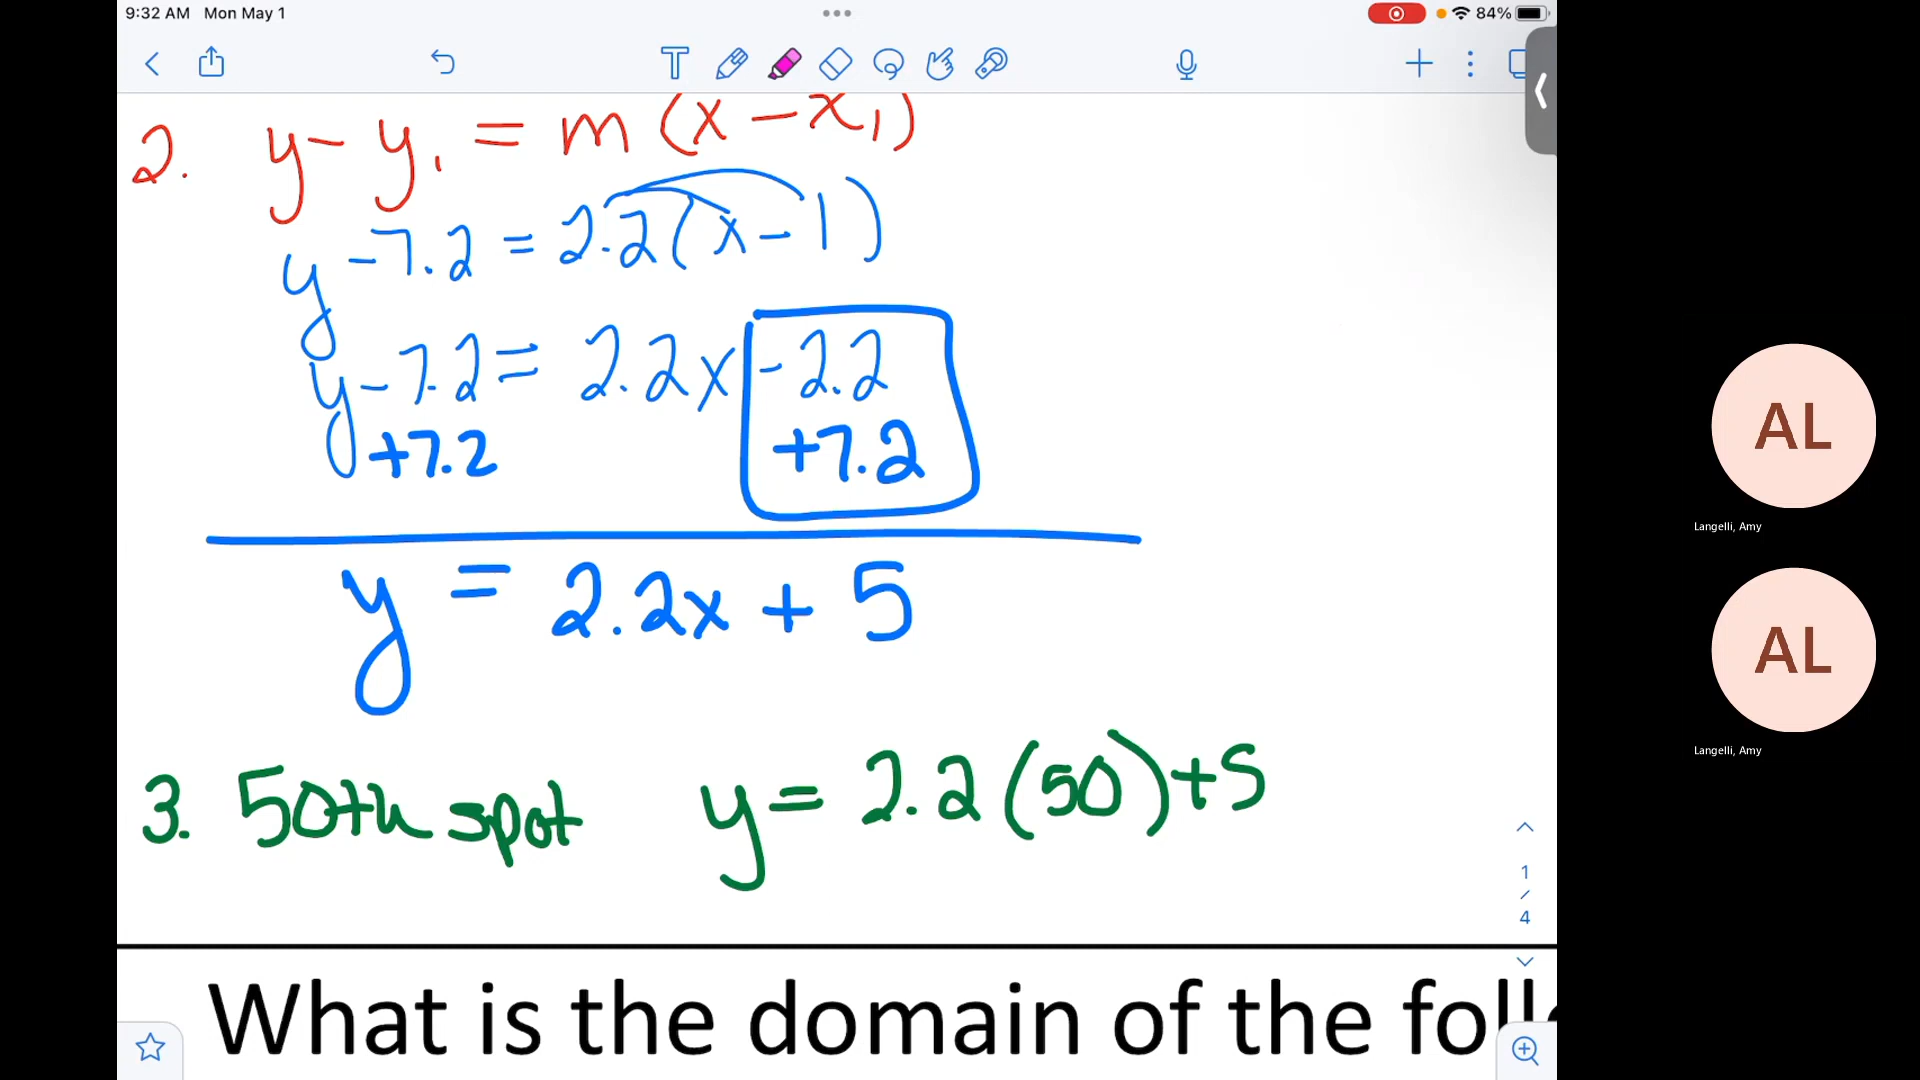 9:32 AM Mon May 1
84%
2. y - y₁ = m (x - x₁)
y - 7.2 = 2.2(x - 1)
y - 7.2 = 2.2x - 2.2
+7.2 +7.2
y = 2.2x + 5
3. 50th spot y = 2.2(50)+5
1
/
4
What is the domain of the foll
AL
Langelli, Amy
AL
Langelli, Amy